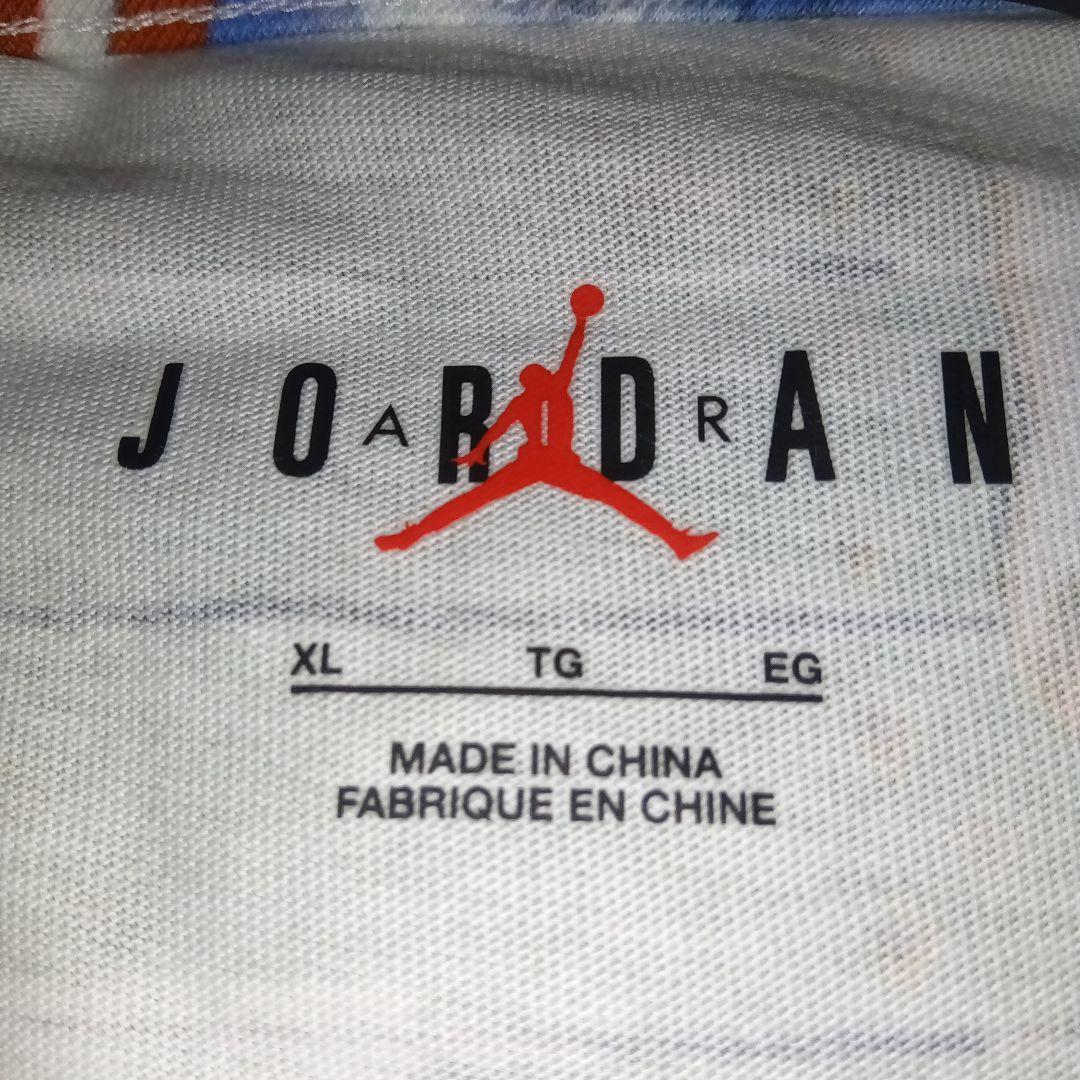 JORDAN
AIR
XL TG EG
MADE IN CHINA
FABRIQUE EN CHINE